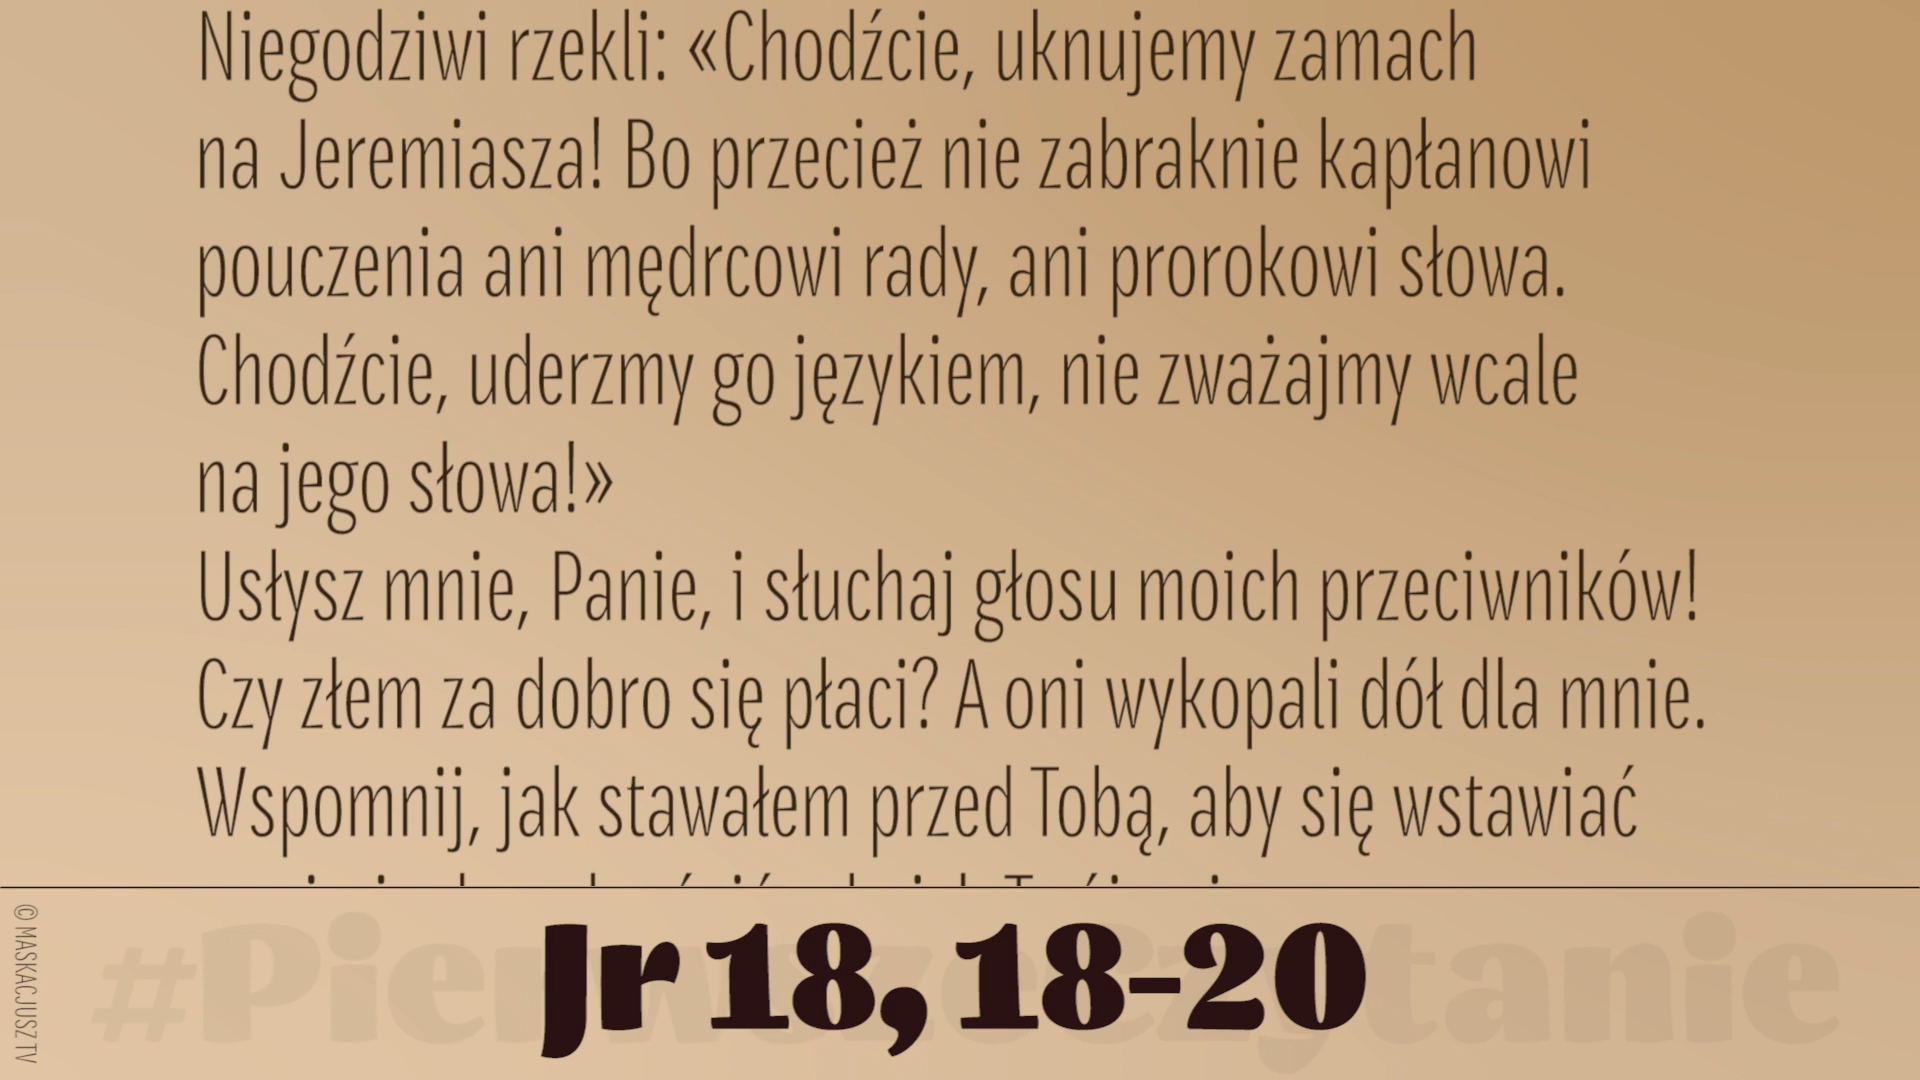 Niegodziwi rzekli: «Chodźcie, uknujemy zamach
na Jeremiasza! Bo przecież nie zabraknie kapłanowi
pouczenia ani mędrcowi rady, ani prorokowi słowa.
Chodźcie, uderzmy go językiem, nie zważajmy wcale
na jego słowa!»
Usłysz mnie, Panie, i słuchaj głosu moich przeciwników!
Czy złem za dobro się płaci? A oni wykopali dół dla mnie.
Wspomnij, jak stawałem przed Tobą, aby się wstawiać
#PierwszeCzytanie
Jr 18, 18-20
© MASKACJUSZ TV